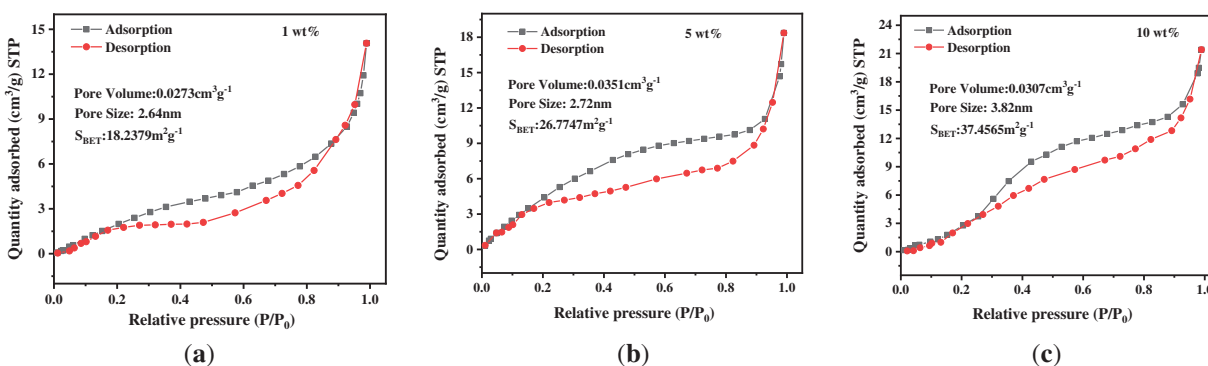 15
12
9
6
3
0
Quantity adsorbed (cm³/g) STP
Adsorption
Desorption
1 wt%
Pore Volume:0.0273cm³g⁻¹
Pore Size: 2.64nm
S_BET:18.2379m²g⁻¹
0.0 0.2 0.4 0.6 0.8 1.0
Relative pressure (P/P₀)
(a)
18
15
12
9
6
3
0
Quantity adsorbed (cm³/g) STP
Adsorption
Desorption
5 wt%
Pore Volume:0.0351cm³g⁻¹
Pore Size: 2.72nm
S_BET:26.7747m²g⁻¹
0.0 0.2 0.4 0.6 0.8 1.0
Relative pressure (P/P₀)
(b)
24
21
18
15
12
9
6
3
0
Quantity adsorbed (cm³/g) STP
Adsorption
Desorption
10 wt%
Pore Volume:0.0307cm³g⁻¹
Pore Size: 3.82nm
S_BET:37.4565m²g⁻¹
0.0 0.2 0.4 0.6 0.8 1.0
Relative pressure (P/P₀)
(c)